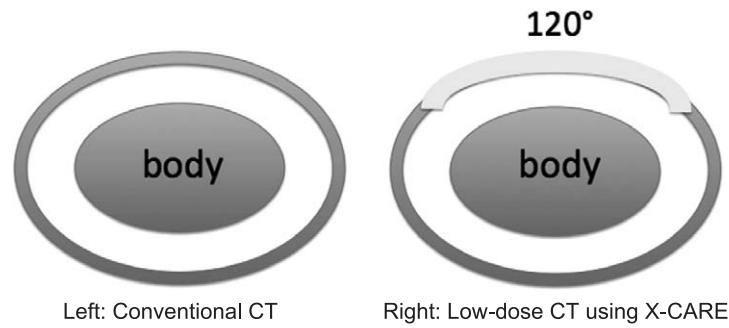 120°
body
body
Left: Conventional CT
Right: Low-dose CT using X-CARE